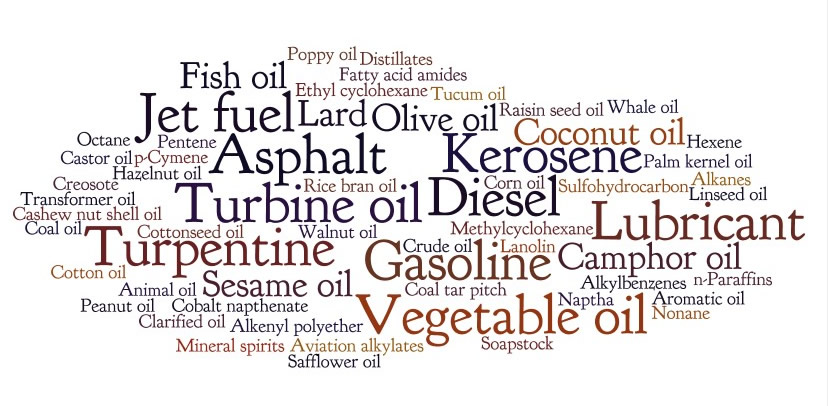 Poppy oil
Distillates
Fish oil
Fatty acid amides
Ethyl cyclohexane
Tucum oil
Jet fuel
Lard
Olive oil
Raisin seed oil
Whale oil
Octane
Pentene
Asphalt
Coconut oil
Kerosene
Hexene
Castor oil
p-Cymene
Palm kernel oil
Hazelnut oil
Creosote
Rice bran oil
Corn oil
Sulfohydrocarbon
Alkanes
Transformer oil
Turbine oil
Diesel
Linseed oil
Cashew nut shell oil
Coal oil
Turpentine
Cottonseed oil
Walnut oil
Methylcyclohexane
Lubricant
Crude oil
Lanolin
Gasoline
Camphor oil
Cotton oil
Animal oil
Sesame oil
Coal tar pitch
Alkylbenzenes
n-Paraffins
Peanut oil
Cobalt napthenate
Naptha
Aromatic oil
Clarified oil
Alkenyl polyether
Vegetable oil
Nonane
Mineral spirits
Aviation alkylates
Soapstock
Safflower oil